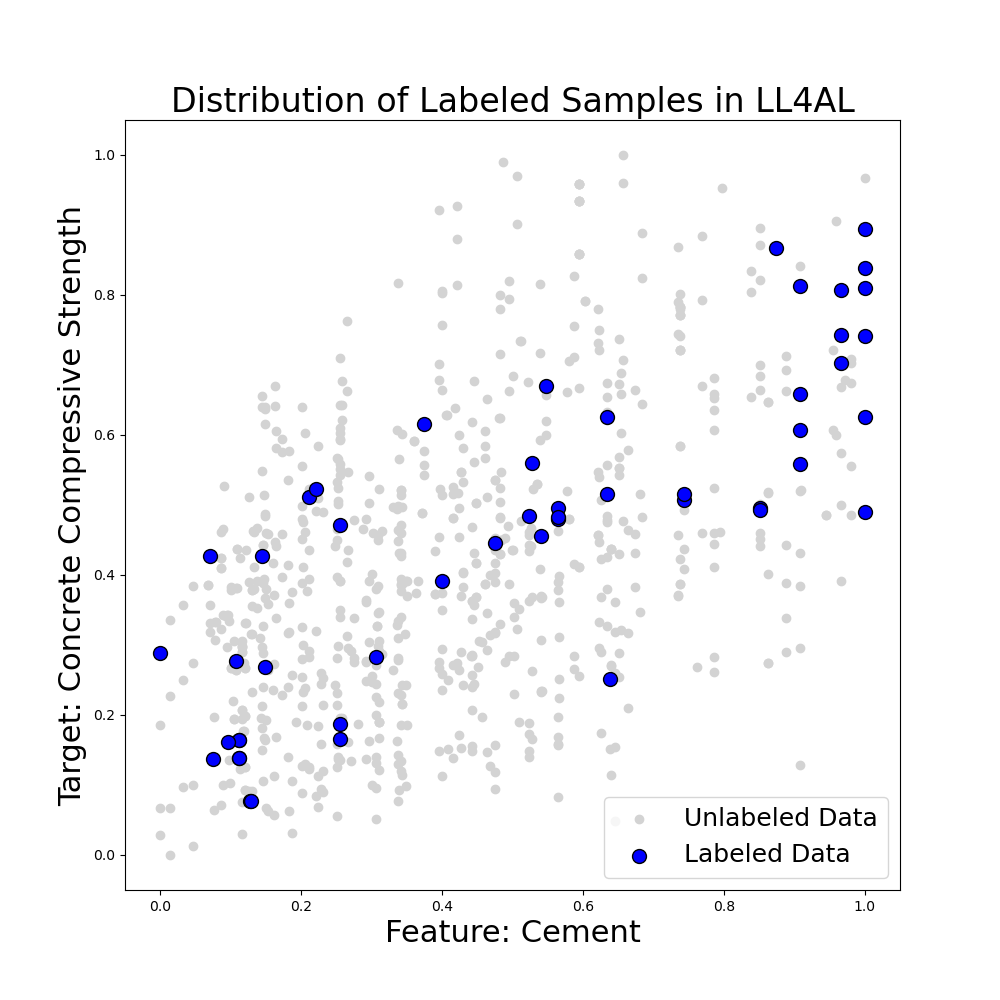 Distribution of Labeled Samples in LL4AL
Target: Concrete Compressive Strength
1.0
0.8
0.6
0.4
0.2
0.0
Unlabeled Data
Labeled Data
0.0 0.2 0.4 0.6 0.8 1.0
Feature: Cement